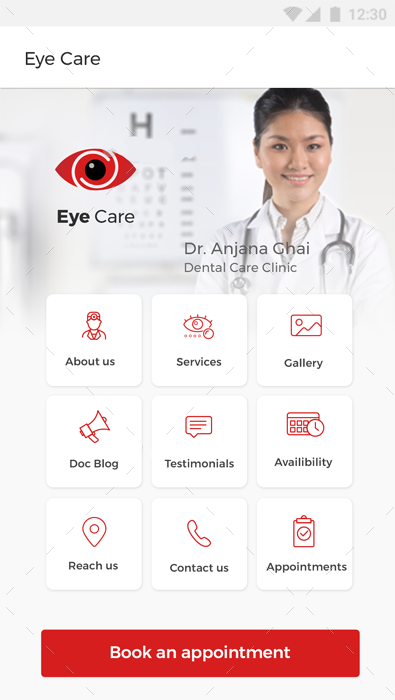 12:30
Eye Care
H
Eye Care
Dr. Anjana Ghai
Dental Care Clinic
About us
Services
Gallery
Doc Blog
Testimonials
Availibility
Reach us
Contact us
Appointments
Book an appointment